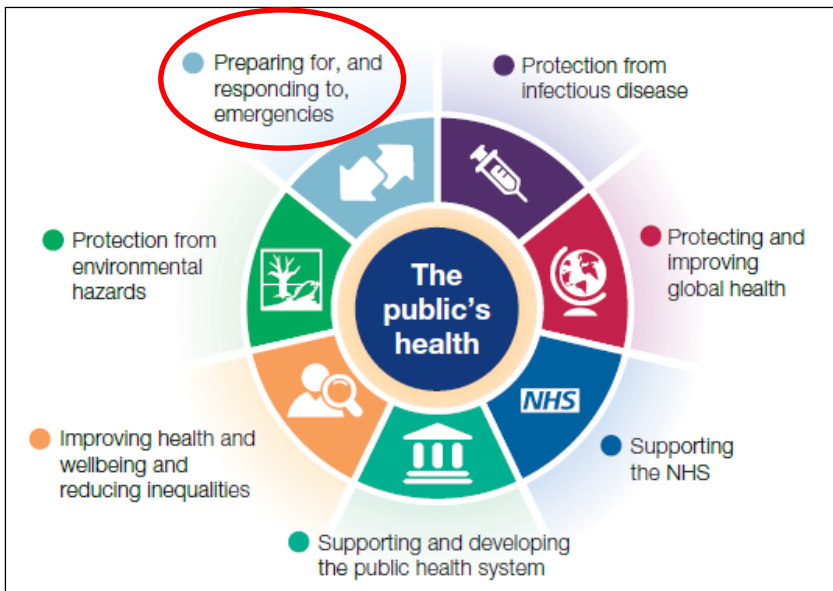 Preparing for, and
responding to,
emergencies
Protection from
infectious disease
Protection from
environmental
hazards
The
public's
health
Protecting and
improving
global health
NHS
Improving health and
wellbeing and
reducing inequalities
Supporting
the NHS
Supporting and developing
the public health system